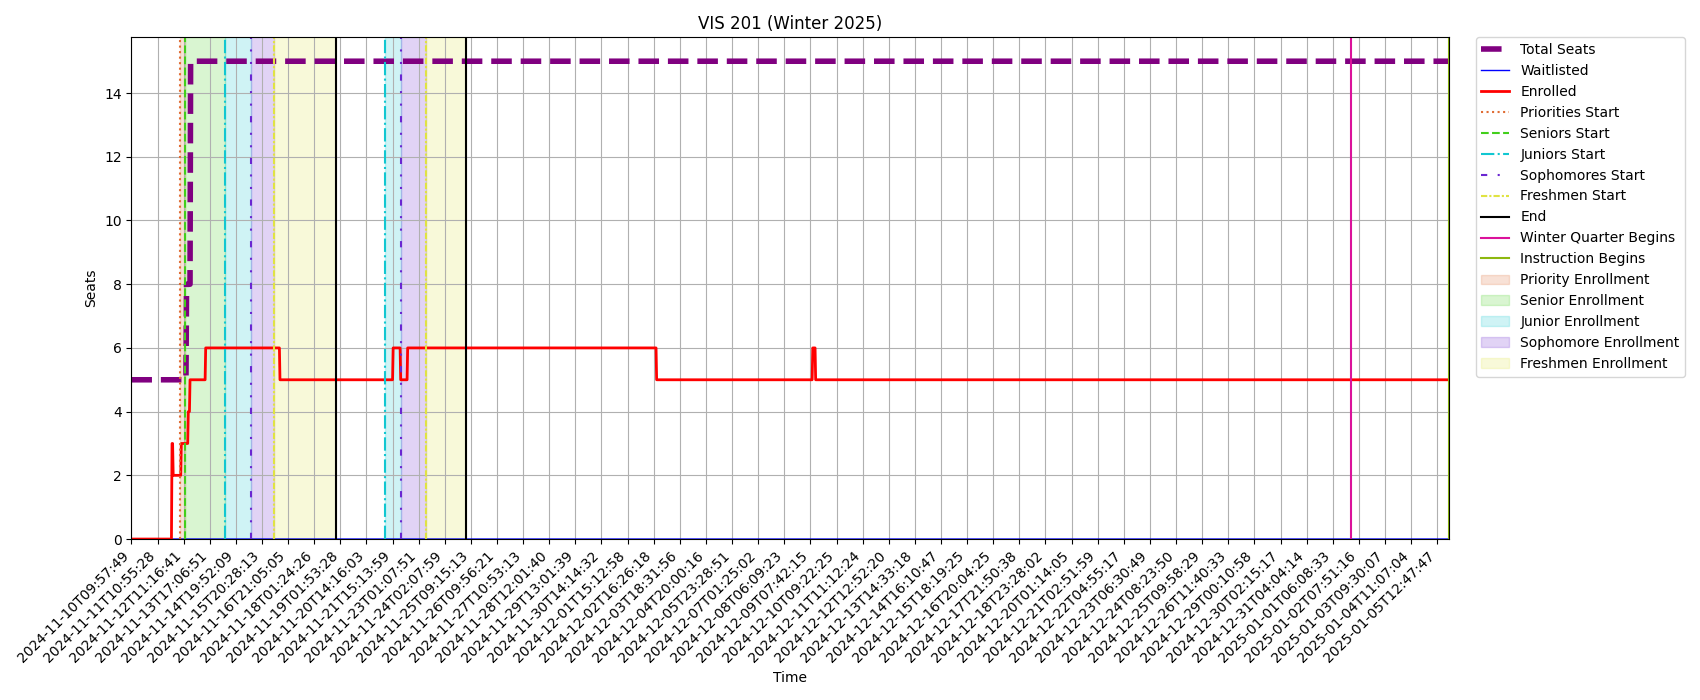 VIS 201 (Winter 2025)
Seats
14
12
10
8
6
4
2
0
2024-11-10T09:57:49
2024-11-11T10:55:28
2024-11-12T11:16:41
2024-11-13T17:06:51
2024-11-14T19:52:09
2024-11-15T20:28:13
2024-11-16T21:05:05
2024-11-18T01:24:26
2024-11-19T01:53:28
2024-11-20T14:16:03
2024-11-21T15:13:59
2024-11-23T01:07:51
2024-11-24T02:07:59
2024-11-25T09:15:13
2024-11-26T09:56:21
2024-11-27T10:53:13
2024-11-28T12:01:40
2024-11-29T13:01:39
2024-11-30T14:14:32
2024-12-01T15:12:58
2024-12-02T16:26:18
2024-12-03T18:31:56
2024-12-04T20:00:16
2024-12-05T23:28:51
2024-12-07T01:25:02
2024-12-08T06:09:23
2024-12-09T07:42:15
2024-12-10T09:22:25
2024-12-11T11:12:24
2024-12-12T11:52:20
2024-12-13T14:33:18
2024-12-14T16:10:47
2024-12-15T18:19:25
2024-12-16T20:04:25
2024-12-17T21:50:38
2024-12-18T23:28:02
2024-12-20T01:14:05
2024-12-21T02:51:59
2024-12-22T04:55:17
2024-12-23T06:30:49
2024-12-24T08:23:50
2024-12-25T09:58:29
2024-12-26T11:40:33
2024-12-29T00:10:58
2024-12-30T02:15:17
2024-12-31T04:04:14
2025-01-01T06:08:33
2025-01-02T07:51:16
2025-01-03T09:30:07
2025-01-04T11:07:04
2025-01-05T12:47:47
Time
Total Seats
Waitlisted
Enrolled
Priorities Start
Seniors Start
Juniors Start
Sophomores Start
Freshmen Start
End
Winter Quarter Begins
Instruction Begins
Priority Enrollment
Senior Enrollment
Junior Enrollment
Sophomore Enrollment
Freshmen Enrollment